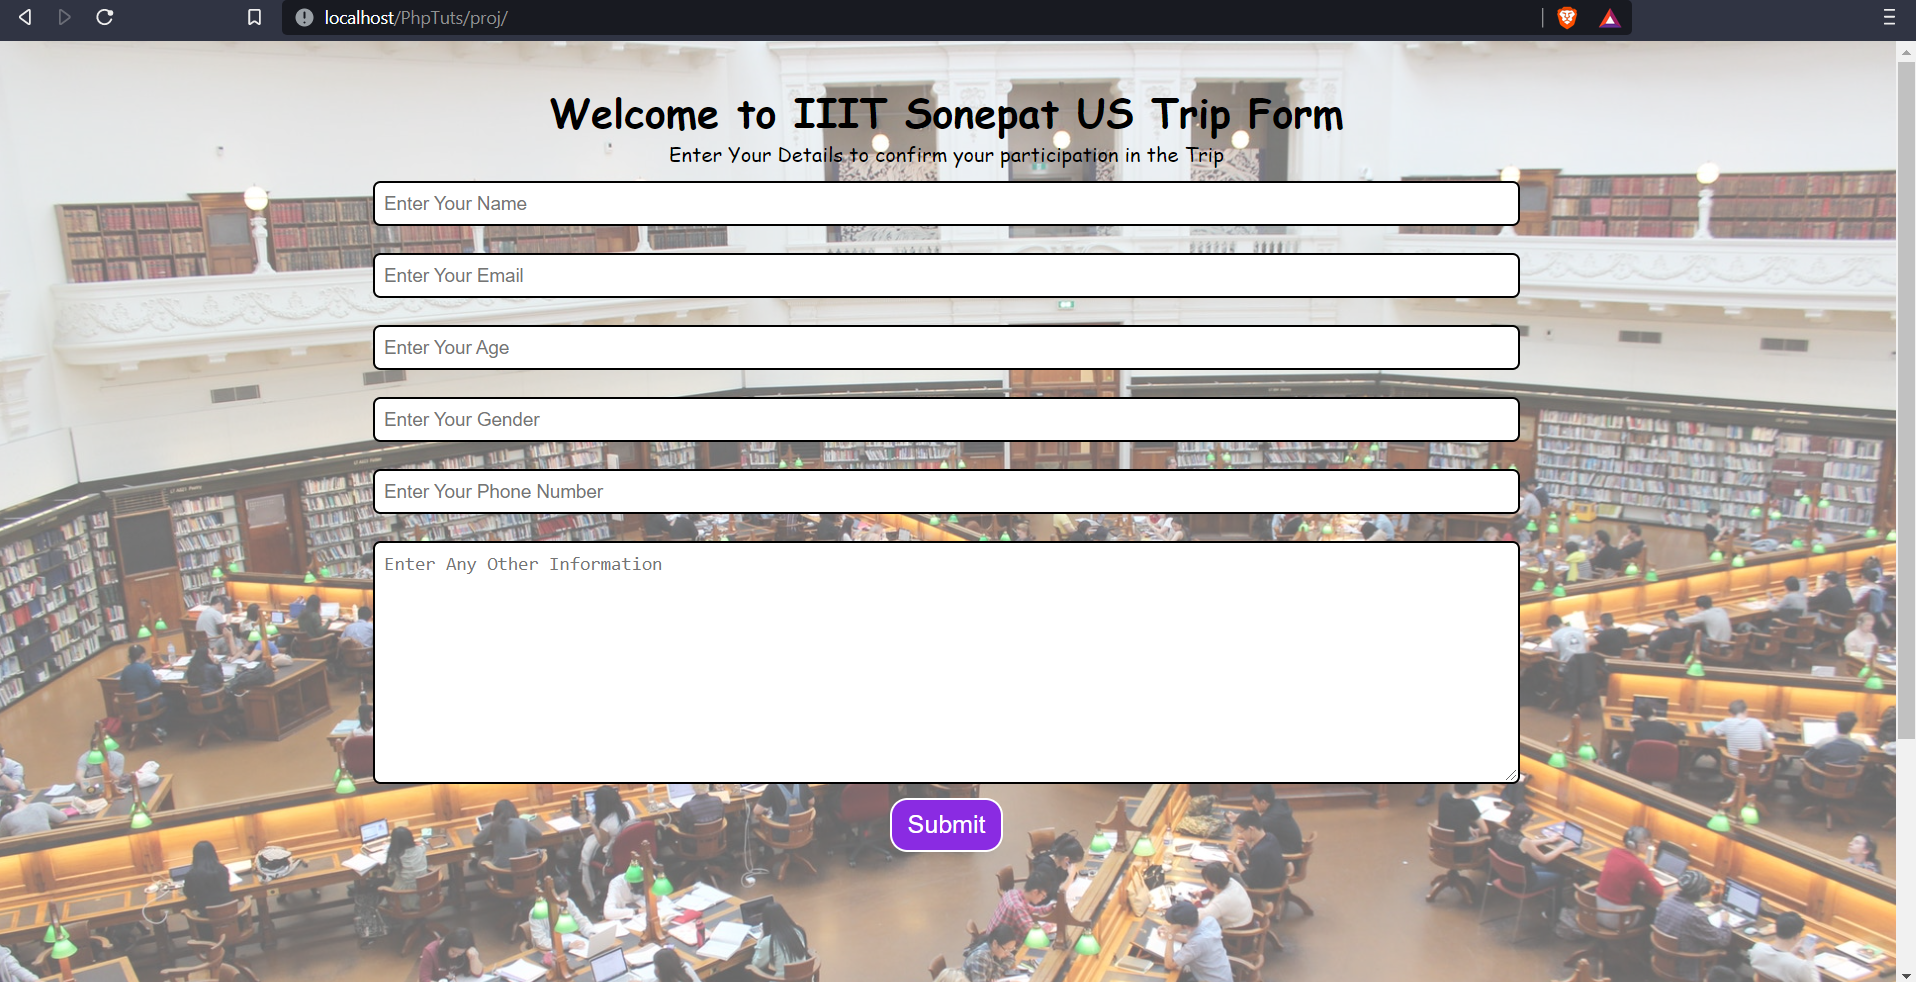 localhost/PhpTuts/proj/
Welcome to IIIT Sonepat US Trip Form
Enter Your Details to confirm your participation in the Trip
Enter Your Name
Enter Your Email
Enter Your Age
Enter Your Gender
Enter Your Phone Number
Enter Any Other Information
Submit